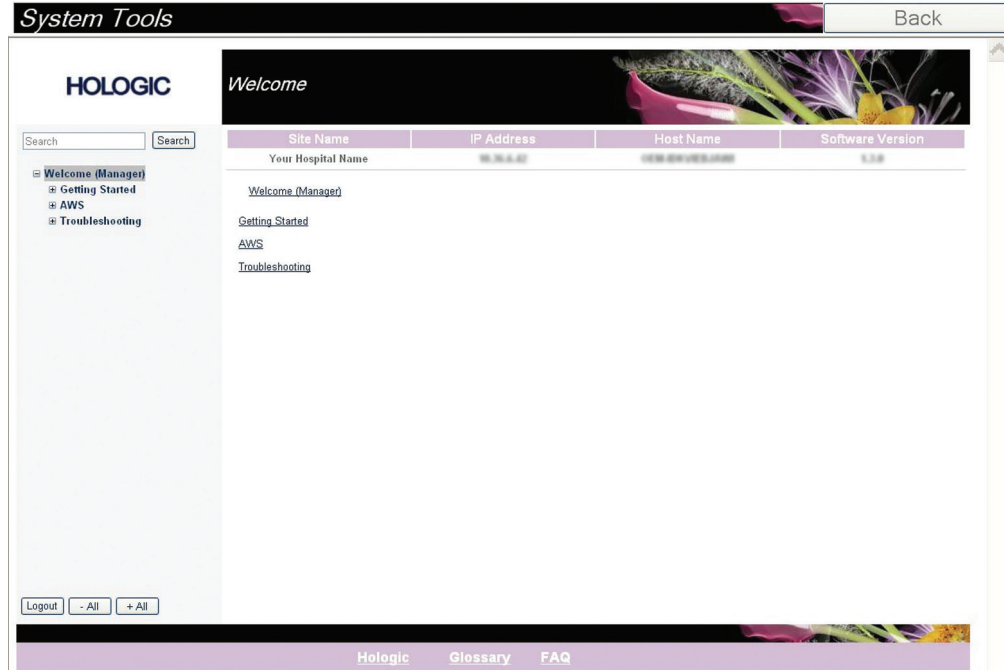 System Tools
Back
HOLOGIC
Welcome
Search Search
Welcome (Manager)
Getting Started
AWS
Troubleshooting
Site Name IP Address Host Name Software Version
Your Hospital Name
Welcome (Manager)
Getting Started
AWS
Troubleshooting
Logout - All + All
Hologic Glossary FAQ